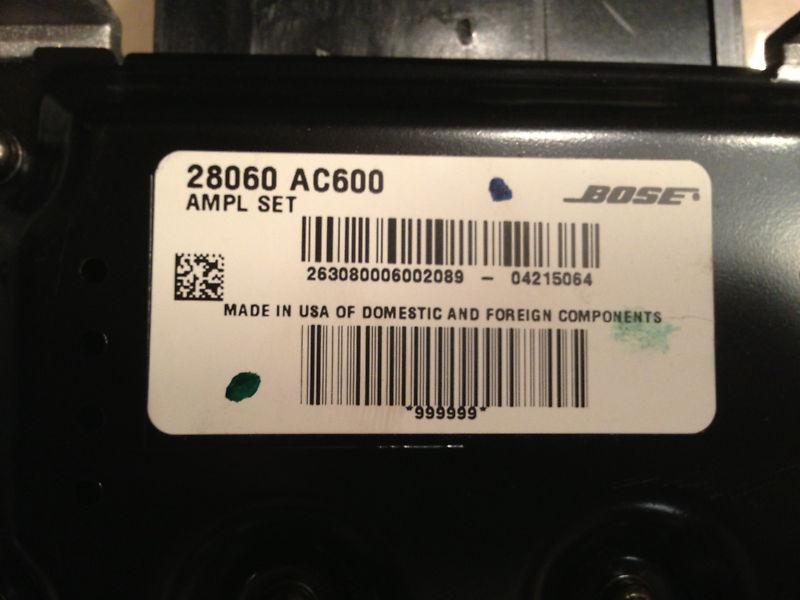 28060 AC600
AMPL SET
BOSE
263080006002089 - 04215064
MADE IN USA OF DOMESTIC AND FOREIGN COMPONENTS
*999999*